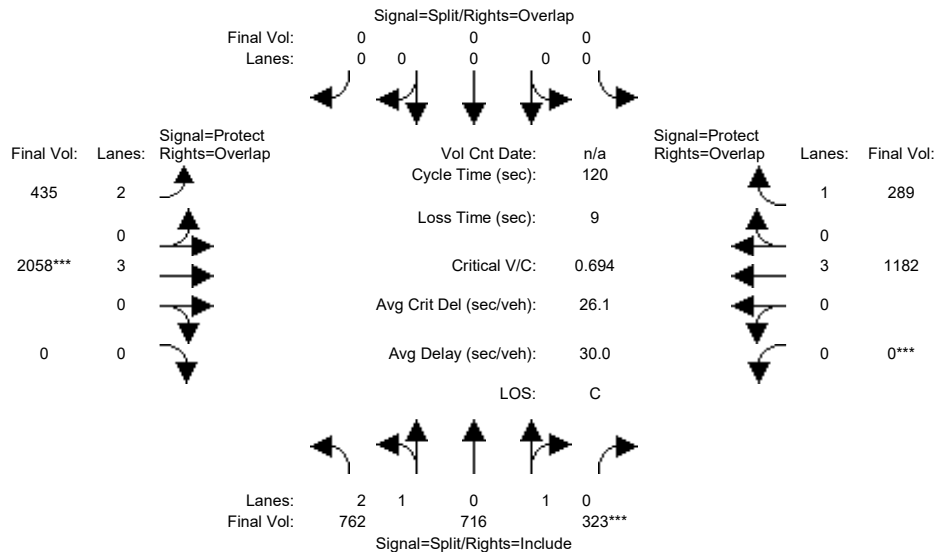 Signal=Split/Rights=Overlap
Final Vol: 0 0 0
Lanes: 0 0 0 0 0
Signal=Protect
Final Vol: Lanes: Rights=Overlap
Vol Cnt Date: n/a
Signal=Protect
Rights=Overlap Lanes: Final Vol:
Cycle Time (sec): 120
435 2
1 289
Loss Time (sec): 9
0
0
2058*** 3
Critical V/C: 0.694
3 1182
0
Avg Crit Del (sec/veh): 26.1
0
0 0
Avg Delay (sec/veh): 30.0
0 0***
LOS: C
Lanes: 2 1 0 1 0
Final Vol: 762 716 323***
Signal=Split/Rights=Include